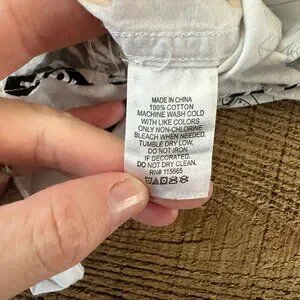 MADE IN CHINA
100% COTTON
MACHINE WASH COLD
WITH LIKE COLORS
ONLY NON-CHLORINE
BLEACH WHEN NEEDED.
TUMBLE DRY LOW.
DO NOT IRON
IF DECORATED.
DO NOT DRY CLEAN.
RN# 115665